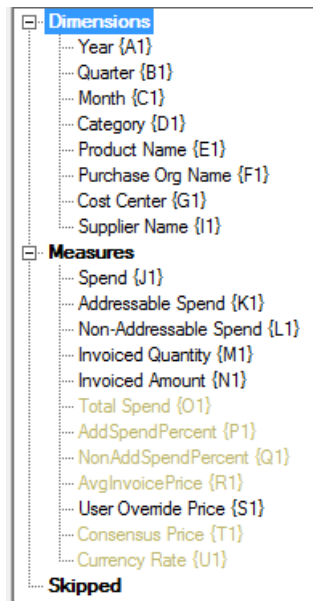 Dimensions
Year {A1}
Quarter {B1}
Month {C1}
Category {D1}
Product Name {E1}
Purchase Org Name {F1}
Cost Center {G1}
Supplier Name {I1}
Measures
Spend {J1}
Addressable Spend {K1}
Non-Addressable Spend {L1}
Invoiced Quantity {M1}
Invoiced Amount {N1}
Total Spend {O1}
AddSpendPercent {P1}
NonAddSpendPercent {Q1}
AvgInvoicePrice {R1}
User Override Price {S1}
Consensus Price {T1}
Currency Rate {U1}
Skipped